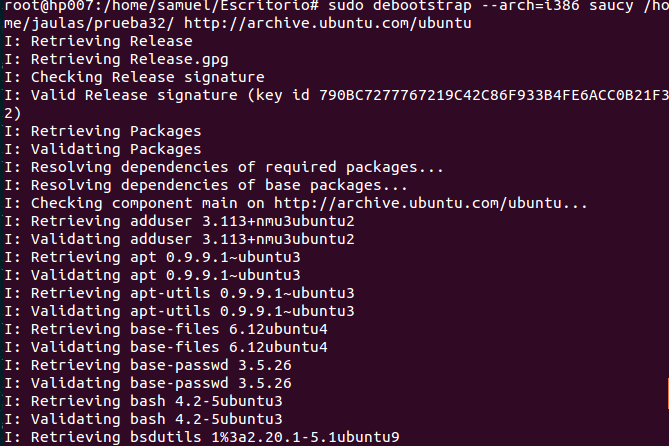 root@hp007:/home/samuel/Escritorio# sudo debootstrap --arch=i386 saucy /ho
me/jaulas/prueba32/ http://archive.ubuntu.com/ubuntu
I: Retrieving Release
I: Retrieving Release.gpg
I: Checking Release signature
I: Valid Release signature (key id 790BC7277767219C42C86F933B4FE6ACC0B21F3
2)
I: Retrieving Packages
I: Validating Packages
I: Resolving dependencies of required packages...
I: Resolving dependencies of base packages...
I: Checking component main on http://archive.ubuntu.com/ubuntu...
I: Retrieving adduser 3.113+nmu3ubuntu2
I: Validating adduser 3.113+nmu3ubuntu2
I: Retrieving apt 0.9.9.1~ubuntu3
I: Validating apt 0.9.9.1~ubuntu3
I: Retrieving apt-utils 0.9.9.1~ubuntu3
I: Validating apt-utils 0.9.9.1~ubuntu3
I: Retrieving base-files 6.12ubuntu4
I: Validating base-files 6.12ubuntu4
I: Retrieving base-passwd 3.5.26
I: Validating base-passwd 3.5.26
I: Retrieving bash 4.2-5ubuntu3
I: Validating bash 4.2-5ubuntu3
I: Retrieving bsdutils 1%3a2.20.1-5.1ubuntu9